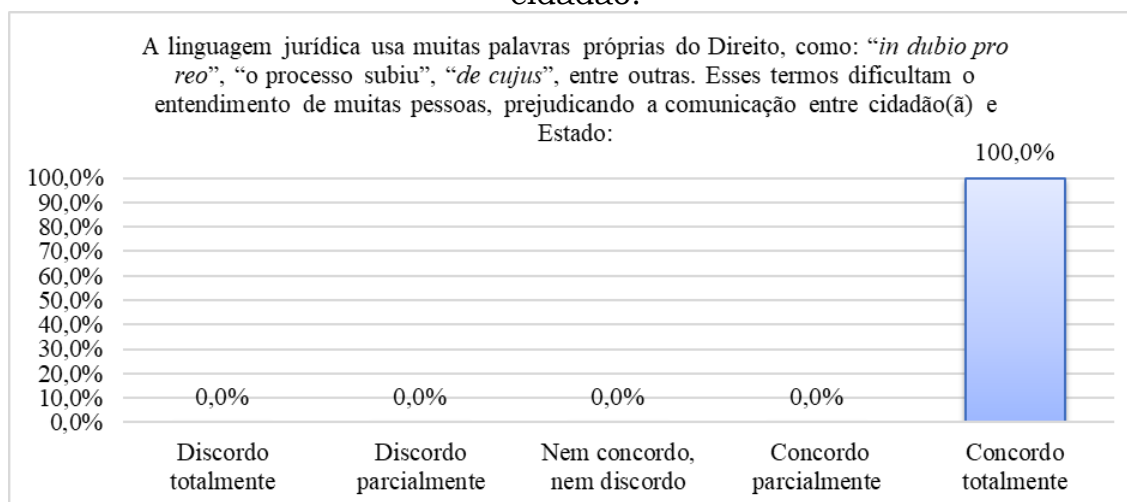 cidadão.
A linguagem jurídica usa muitas palavras próprias do Direito, como: “in dubio pro
reo”, “o processo subiu”, “de cujus”, entre outras. Esses termos dificultam o
entendimento de muitas pessoas, prejudicando a comunicação entre cidadão(ã) e
Estado:
100,0%
100,0%
90,0%
80,0%
70,0%
60,0%
50,0%
40,0%
30,0%
20,0%
10,0%
0,0%
0,0% 0,0% 0,0% 0,0%
Discordo totalmente
Discordo parcialmente
Nem concordo, nem discordo
Concordo parcialmente
Concordo totalmente